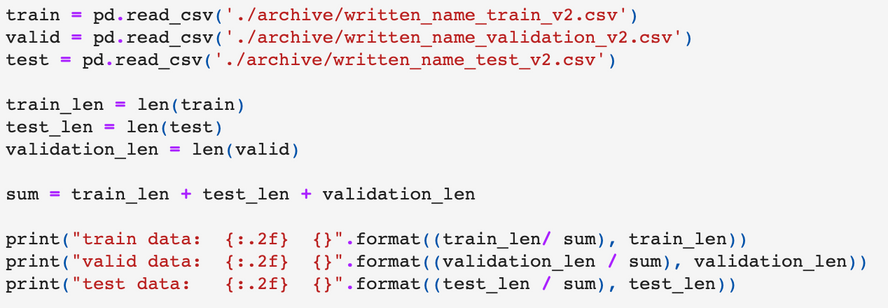 train = pd.read_csv('./archive/written_name_train_v2.csv')
valid = pd.read_csv('./archive/written_name_validation_v2.csv')
test = pd.read_csv('./archive/written_name_test_v2.csv')

train_len = len(train)
test_len = len(test)
validation_len = len(valid)

sum = train_len + test_len + validation_len

print("train data:  {:.2f}  {}".format((train_len/ sum), train_len))
print("valid data:  {:.2f}  {}".format((validation_len / sum), validation_len))
print("test data:   {:.2f}  {}".format((test_len / sum), test_len))